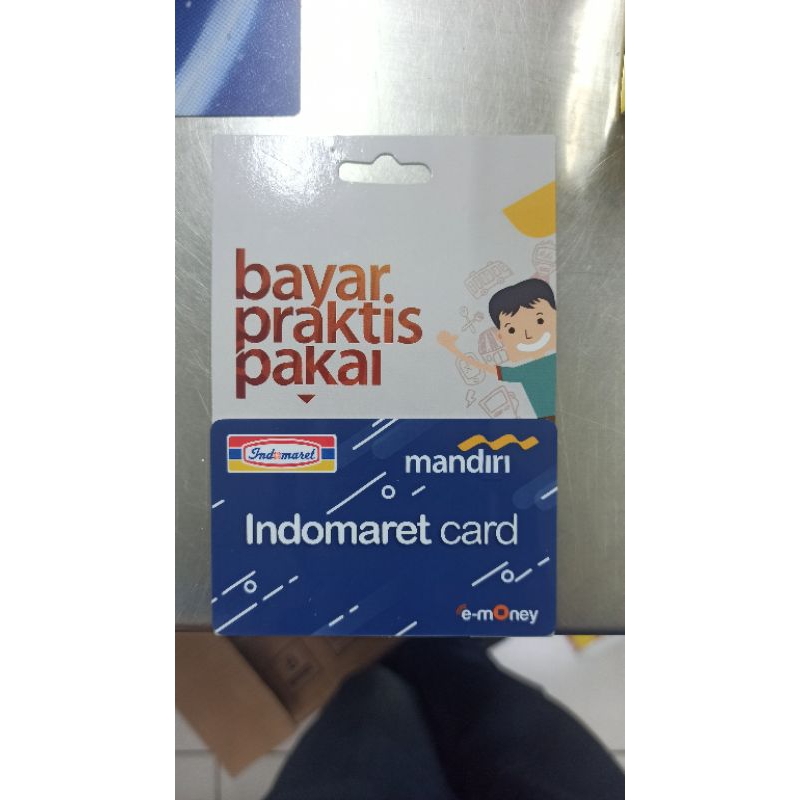 bayar
praktis
pakai
Indomaret
mandiri
Indomaret card
e-money